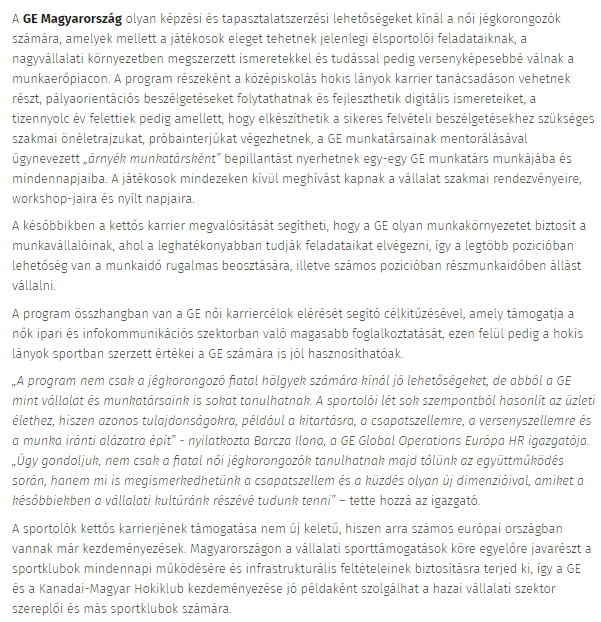 A GE Magyarország olyan képzési és tapasztalatszerzési lehetőségeket kínál a női jégkorongozók
számára, amelyek mellett a játékosok eleget tehetnek jelenlegi élsportolói feladataiknak, a
nagyvállalati környezetben megszerzett ismeretekkel és tudással pedig versenyképesebbé válnak a
munkaerőpiacon. A program részeként a középiskolás hokis lányok karrier tanácsadáson vehetnek
részt, pályaorientációs beszélgetéseket folytathatnak és fejleszthetik digitális ismereteiket, a
tizennyolc év felettiek pedig amellett, hogy elkészíthetik a sikeres felvételi beszélgetésekhez szükséges
szakmai önéletrajzukat, próbainterjúkat végezhetnek, a GE munkatársainak mentorálásával
úgynevezett „árnyék munkatársként” bepillantást nyerhetnek egy-egy GE munkatárs munkájába és
mindennapjaiba. A játékosok mindezeken kívül meghívást kapnak a vállalat szakmai rendezvényeire,
workshop-jaira és nyílt napjaira.
A későbbikben a kettős karrier megvalósítását segítheti, hogy a GE olyan munkakörnyezetet biztosít a
munkavállalóinak, ahol a leghatékonyabban tudják feladataikat elvégezni, így a legtöbb pozicióban
lehetőség van a munkaidő rugalmas beosztására, illetve számos pozicióban részmunkaidőben állást
vállalni.
A program összhangban van a GE női karriercélok elérését segítő célkitűzésével, amely támogatja a
nők ipari és infokommunikációs szektorban való magasabb foglalkoztatását, ezen felül pedig a hokis
lányok sportban szerzett értékei a GE számára is jól hasznosíthatóak.
„A program nem csak a jégkorongozó fiatal hölgyek számára kínál jó lehetőségeket, de abból a GE
mint vállalat és munkatársaink is sokat tanulhatnak. A sportolói lét sok szempontból hasonlít az üzleti
élethez, hiszen azonos tulajdonságokra, például a kitartásra, a csapatszellemre, a versenyszellemre és
a munka iránti alázatra épít” - nyilatkozta Barcza Ilona, a GE Global Operations Európa HR igazgatója.
„Úgy gondoljuk, nem csak a fiatal női jégkorongozók tanulhatnak majd tőlünk az együttműködés
során, hanem mi is megismerkedhetünk a csapatszellem és a küzdés olyan új dimenzióival, amiket a
későbbiekben a vállalati kultúránk részévé tudunk tenni” – tette hozzá az igazgató.
A sportolók kettős karrierjének támogatása nem új keletű, hiszen arra számos európai országban
vannak már kezdeményezések. Magyarországon a vállalati sporttámogatások köre egyelőre javarészt a
sportklubok mindennapi működésére és infrastrukturális feltételeinek biztosításra terjed ki, így a GE
és a Kanadai-Magyar Hokiklub kezdeményezése jó példaként szolgálhat a hazai vállalati szektor
szereplői és más sportklubok számára.